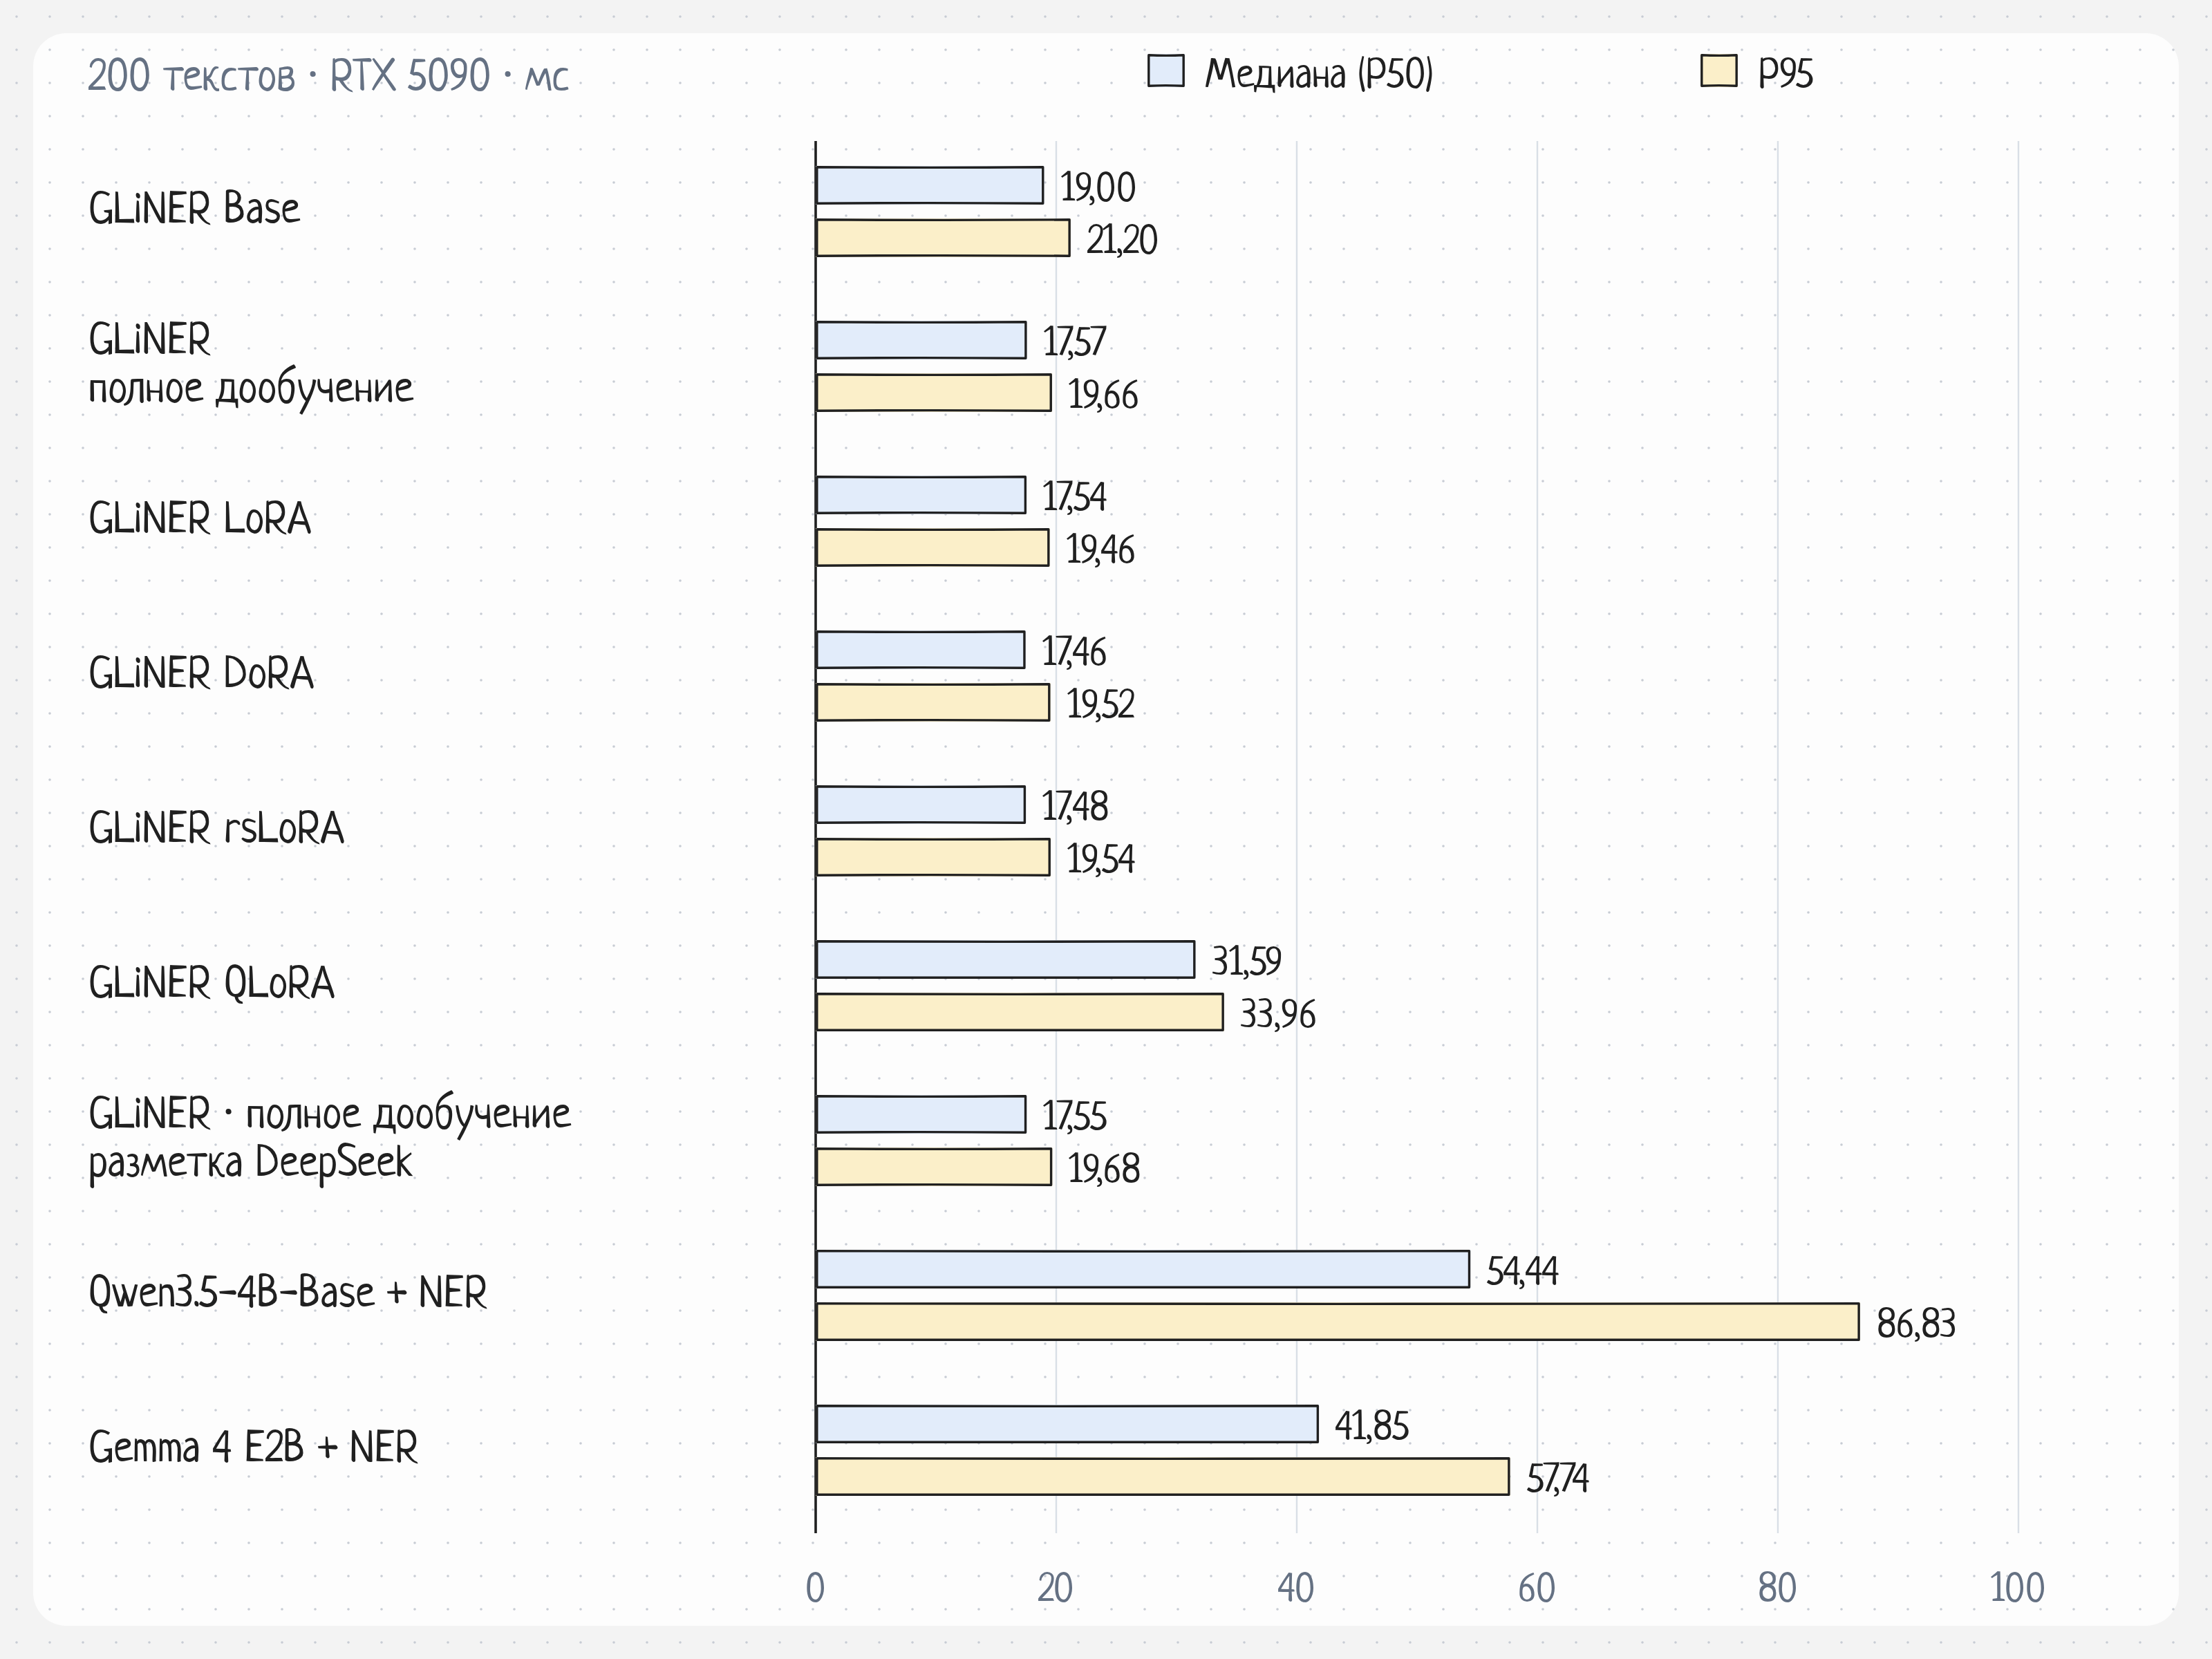 200 текстов · RTX 5090 · мс
Медиана (P50)
P95
GLiNER Base
19,00
21,20
GLiNER
полное дообучение
17,57
19,66
GLiNER LoRA
17,54
19,46
GLiNER DoRA
17,46
19,52
GLiNER rsLoRA
17,48
19,54
GLiNER QLoRA
31,59
33,96
GLiNER · полное дообучение
разметка DeepSeek
17,55
19,68
Qwen3.5-4B-Base + NER
54,44
86,83
Gemma 4 E2B + NER
41,85
57,74
0 20 40 60 80 100